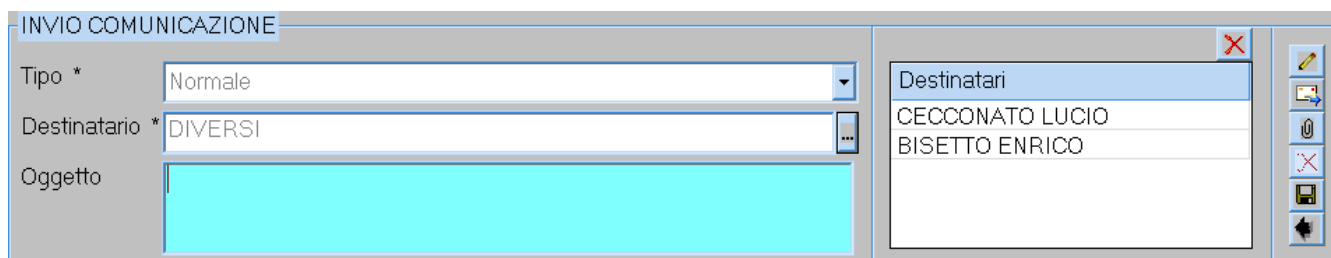 INVIO COMUNICAZIONE
Tipo *
Normale
Destinatario *
DIVERSI
...
Oggetto
Destinatari
CECCONATO LUCIO
BISETTO ENRICO